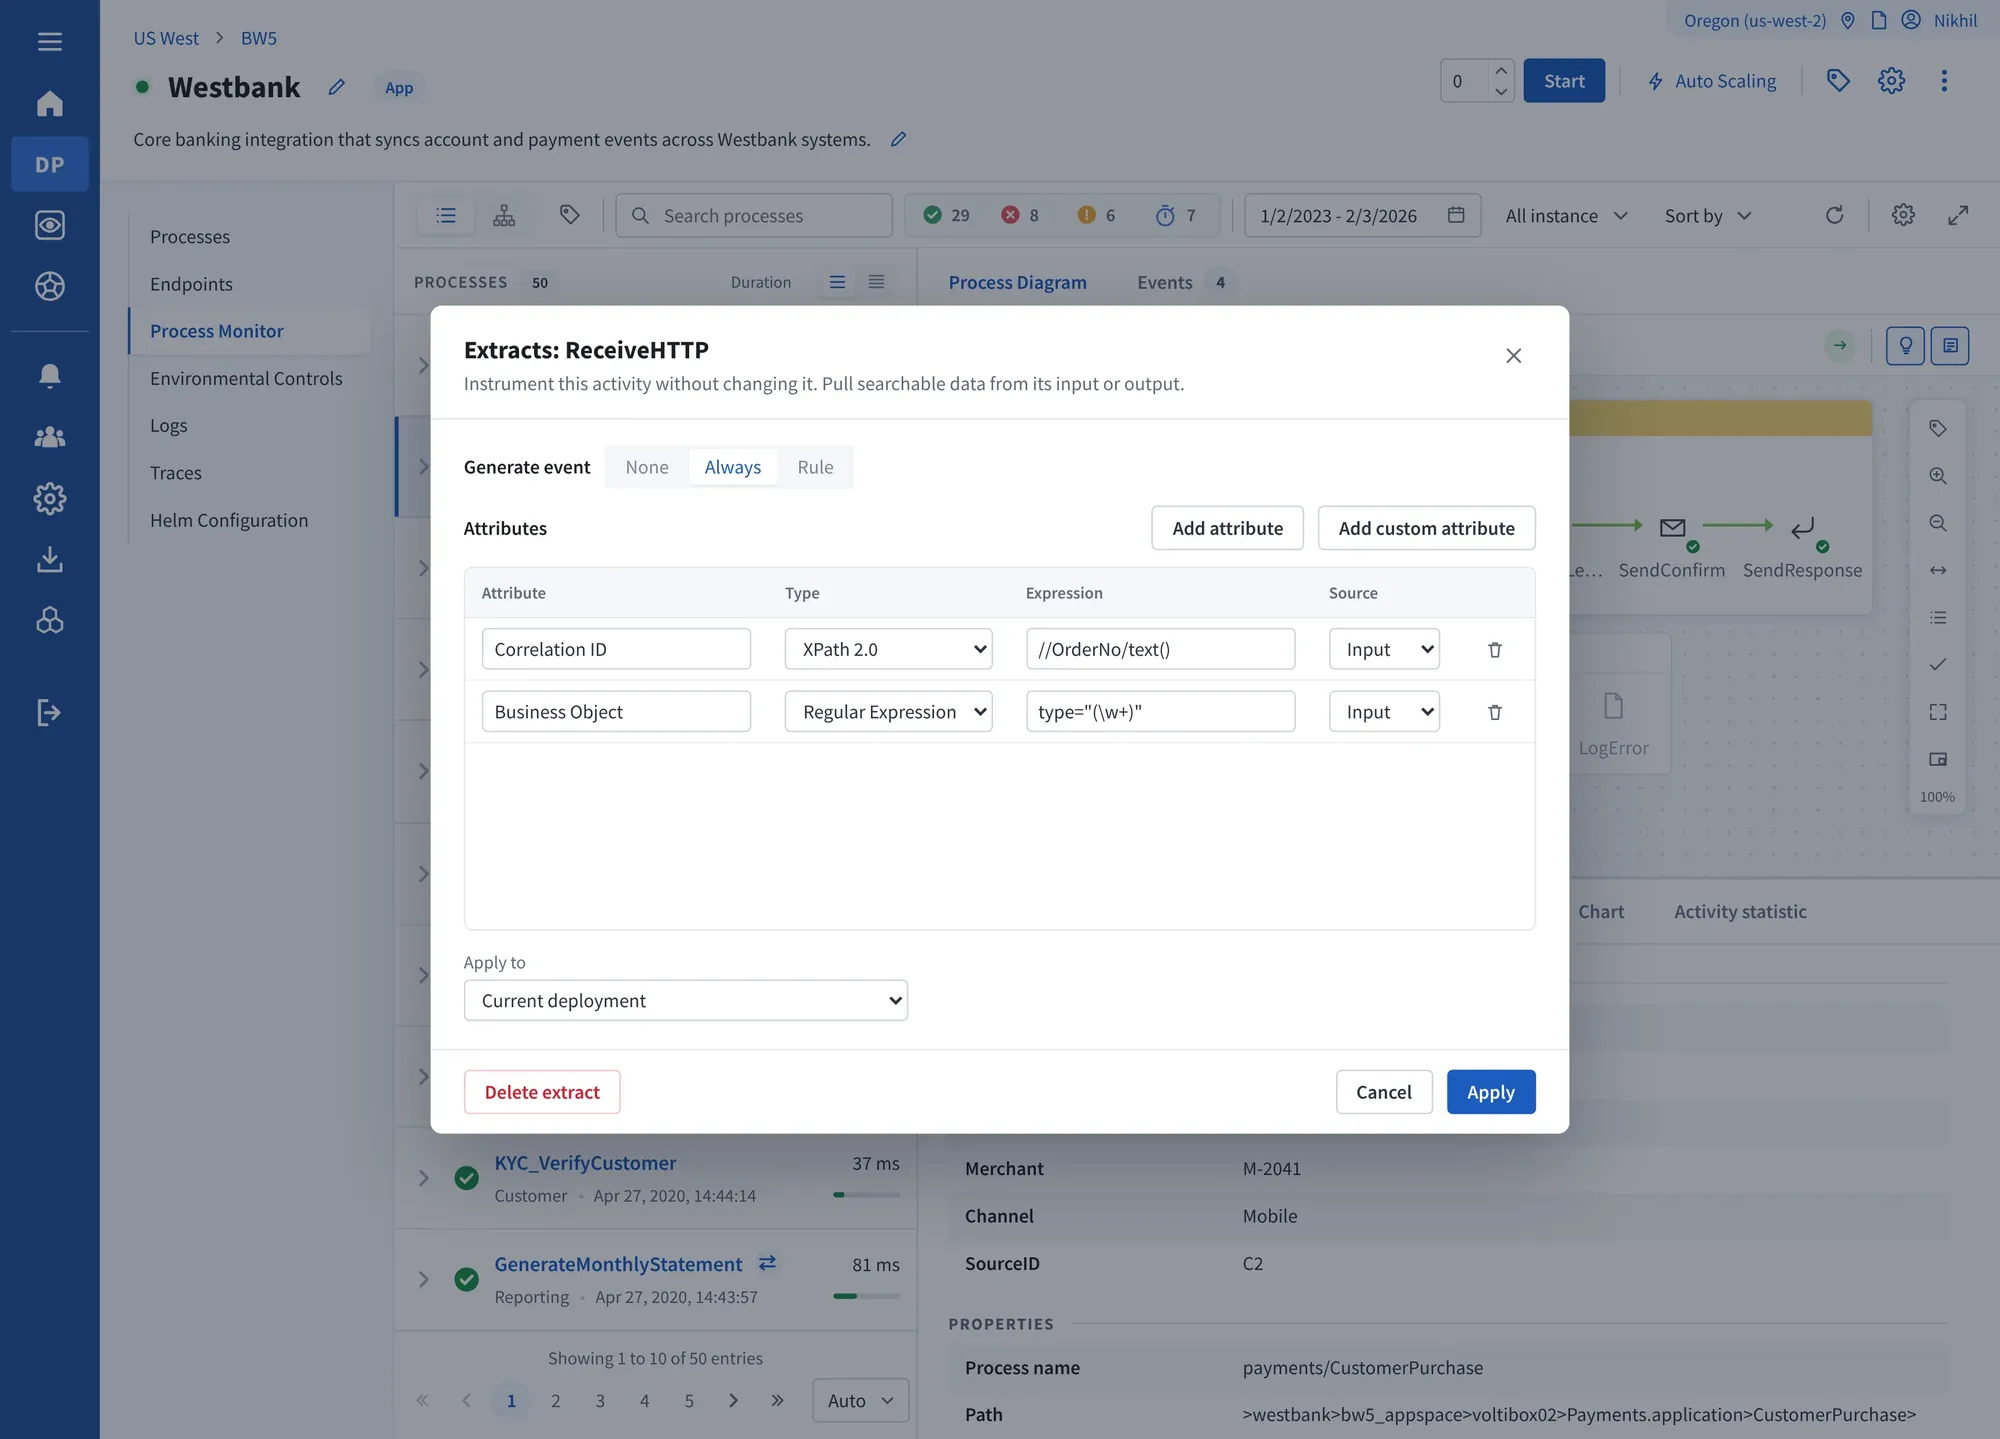 US West > BW5
Oregon (us-west-2) Nikhil
Westbank App
0 Start Auto Scaling
Core banking integration that syncs account and payment events across Westbank systems.
DP
Processes
Endpoints
Process Monitor
Environmental Controls
Logs
Traces
Helm Configuration
Search processes 29 8 6 7 1/2/2023 - 2/3/2026 All instance Sort by
PROCESSES 50 Duration
Process Diagram Events 4
Extracts: ReceiveHTTP
Instrument this activity without changing it. Pull searchable data from its input or output.
Generate event None Always Rule
Attributes Add attribute Add custom attribute
Attribute Type Expression Source
Correlation ID XPath 2.0 //OrderNo/text() Input
Business Object Regular Expression type="(\w+)" Input
Apply to
Current deployment
Delete extract Cancel Apply
Le... SendConfirm SendResponse
LogError
100%
Chart Activity statistic
KYC_VerifyCustomer 37 ms
Customer • Apr 27, 2020, 14:44:14
GenerateMonthlyStatement 81 ms
Reporting • Apr 27, 2020, 14:43:57
Showing 1 to 10 of 50 entries
« < 1 2 3 4 5 > » Auto
Merchant M-2041
Channel Mobile
SourceID C2
PROPERTIES
Process name payments/CustomerPurchase
Path >westbank>bw5_appspace>voltibox02>Payments.application>CustomerPurchase>